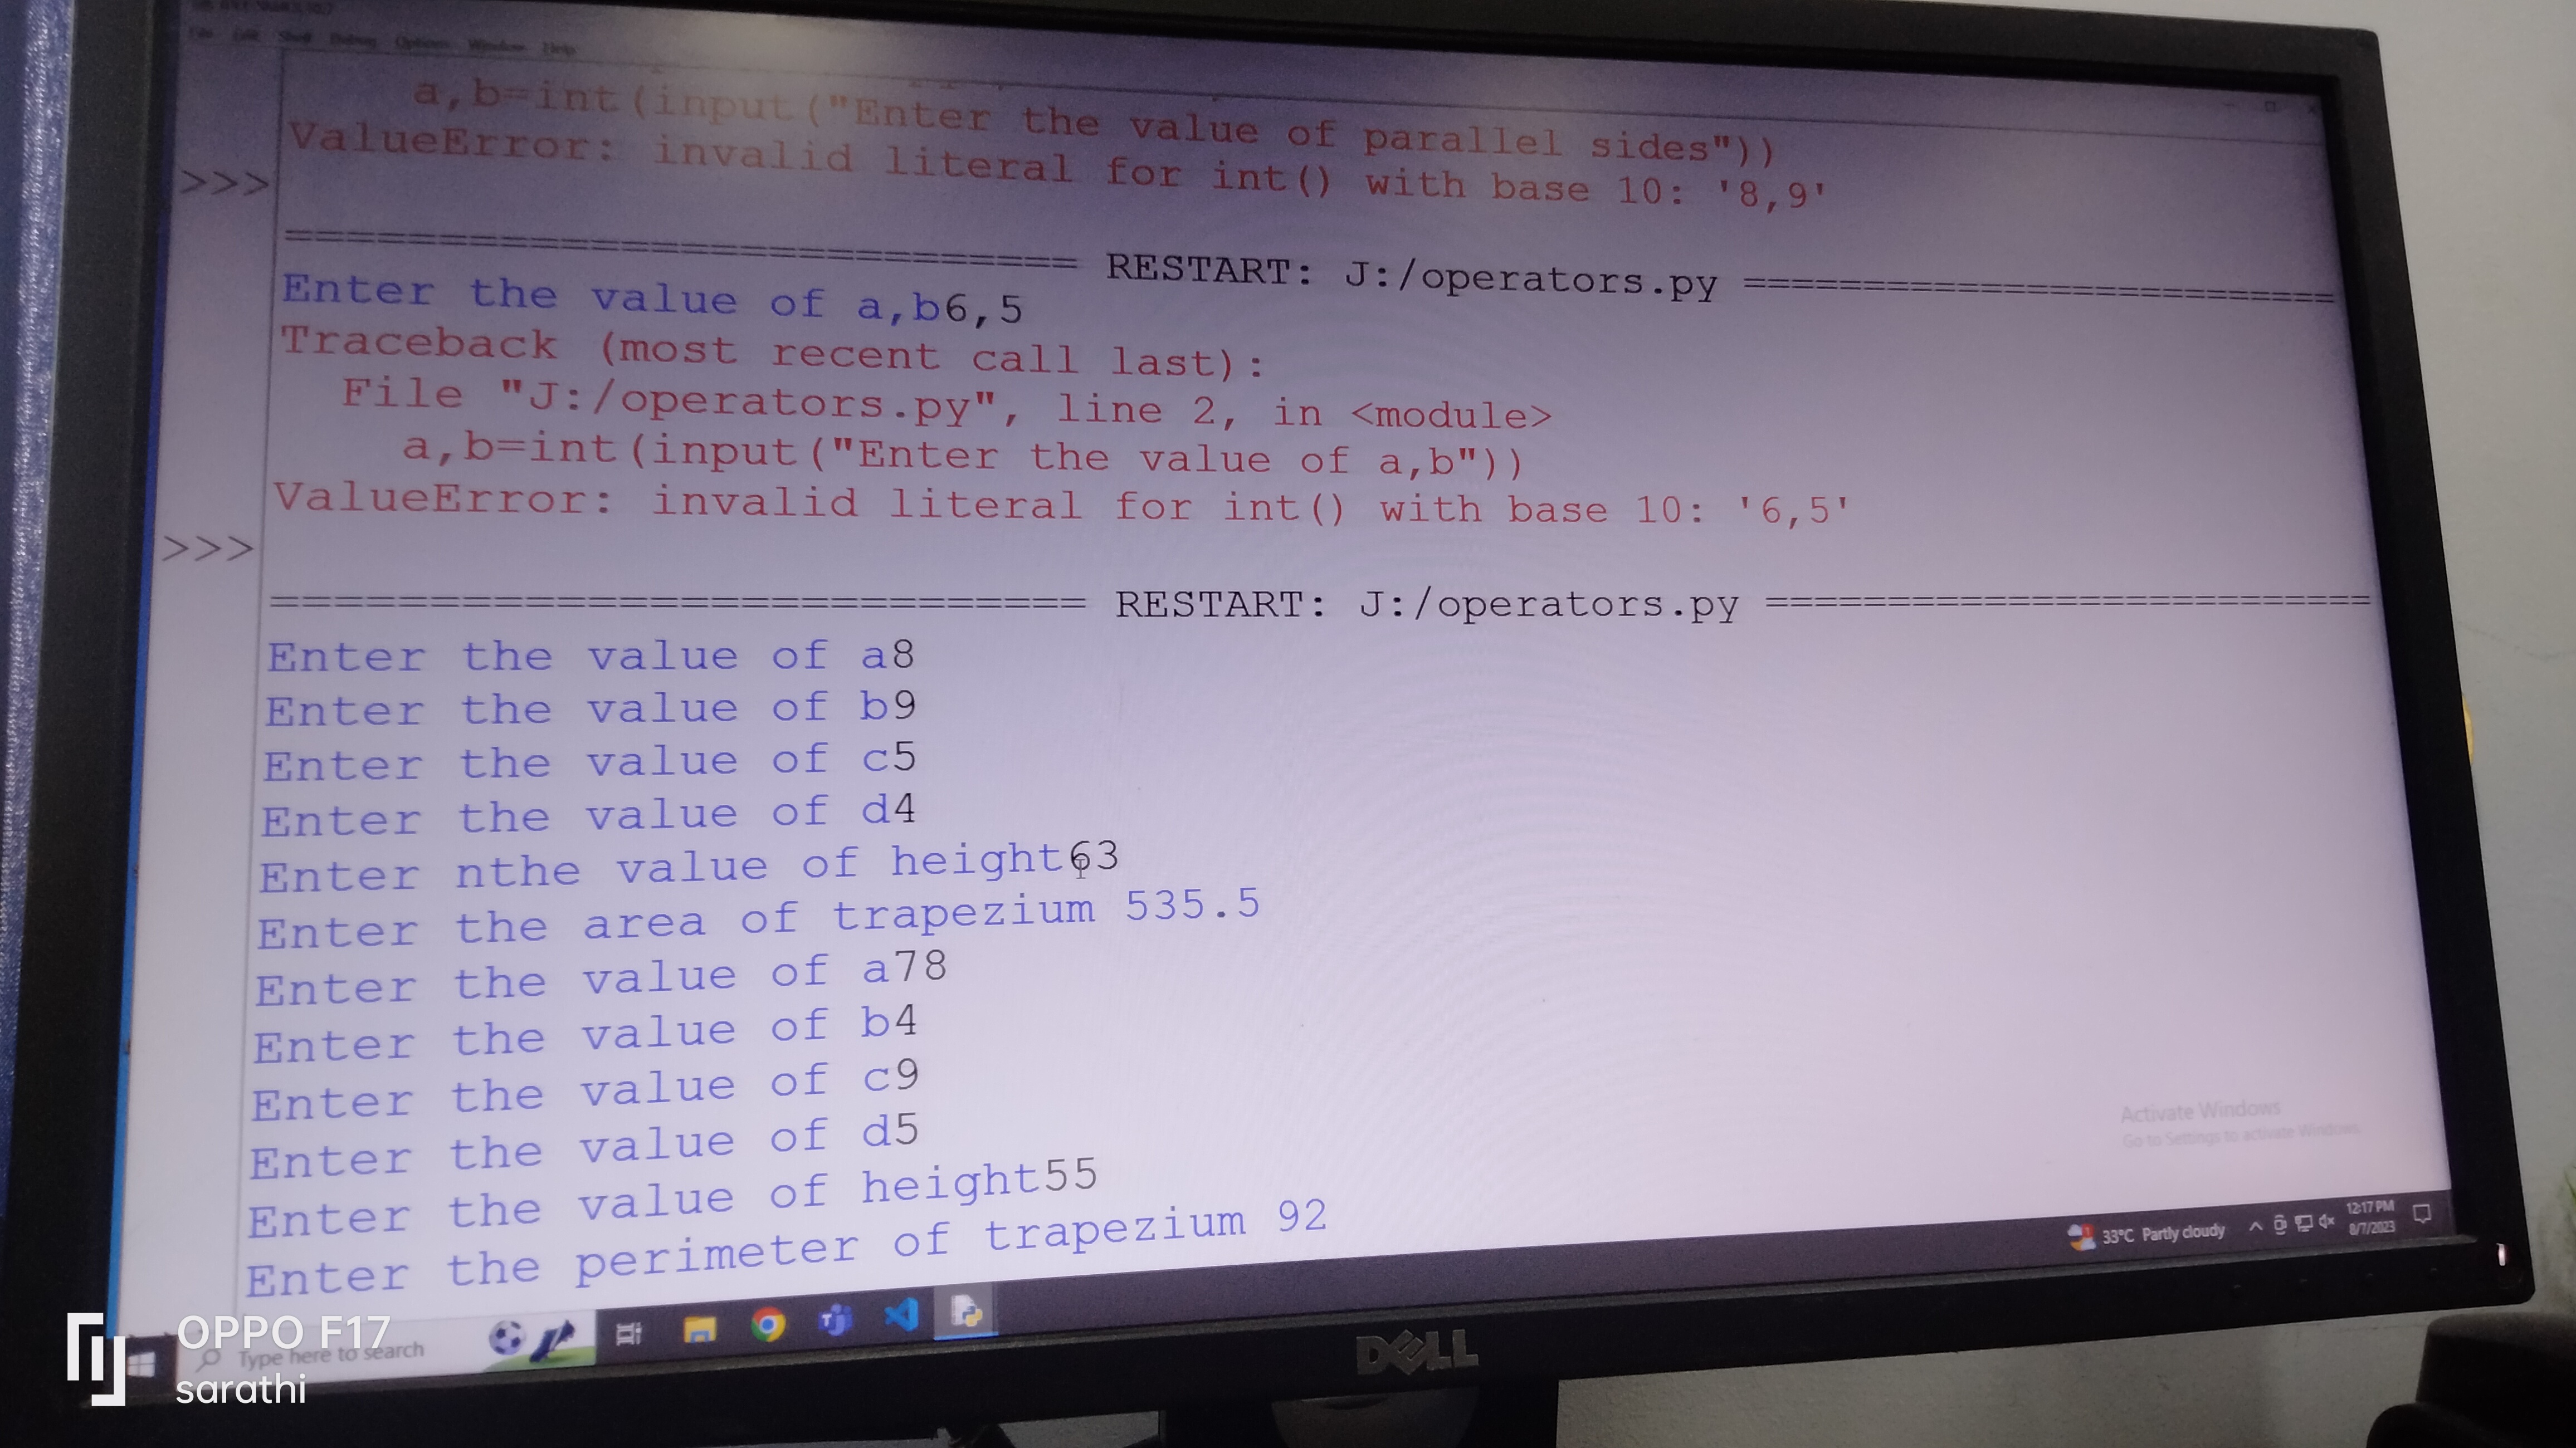 File Edit Shell Debug Options Window Help
a,b=int(input("Enter the value of parallel sides"))
ValueError: invalid literal for int() with base 10: '8,9'
>>>
=========================== RESTART: J:/operators.py ===========================
Enter the value of a,b6,5
Traceback (most recent call last):
File "J:/operators.py", line 2, in <module>
a,b=int(input("Enter the value of a,b"))
ValueError: invalid literal for int() with base 10: '6,5'
>>>
=========================== RESTART: J:/operators.py ===========================
Enter the value of a8
Enter the value of b9
Enter the value of c5
Enter the value of d4
Enter nthe value of height63
Enter the area of trapezium 535.5
Enter the value of a78
Enter the value of b4
Enter the value of c9
Enter the value of d5
Enter the value of height55
Enter the perimeter of trapezium 92
Activate Windows
Go to Settings to activate Windows.
33°C Partly cloudy
12:17 PM
8/7/2023
Type here to search
DELL
OPPO F17
sarathi